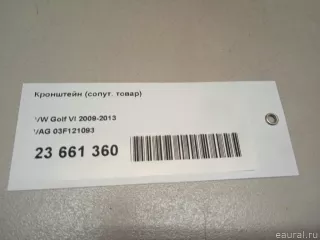 Кронштейн (сопут. товар)
VW Golf VI 2009-2013
VAG 03F121093
23 661 360
eaural.ru